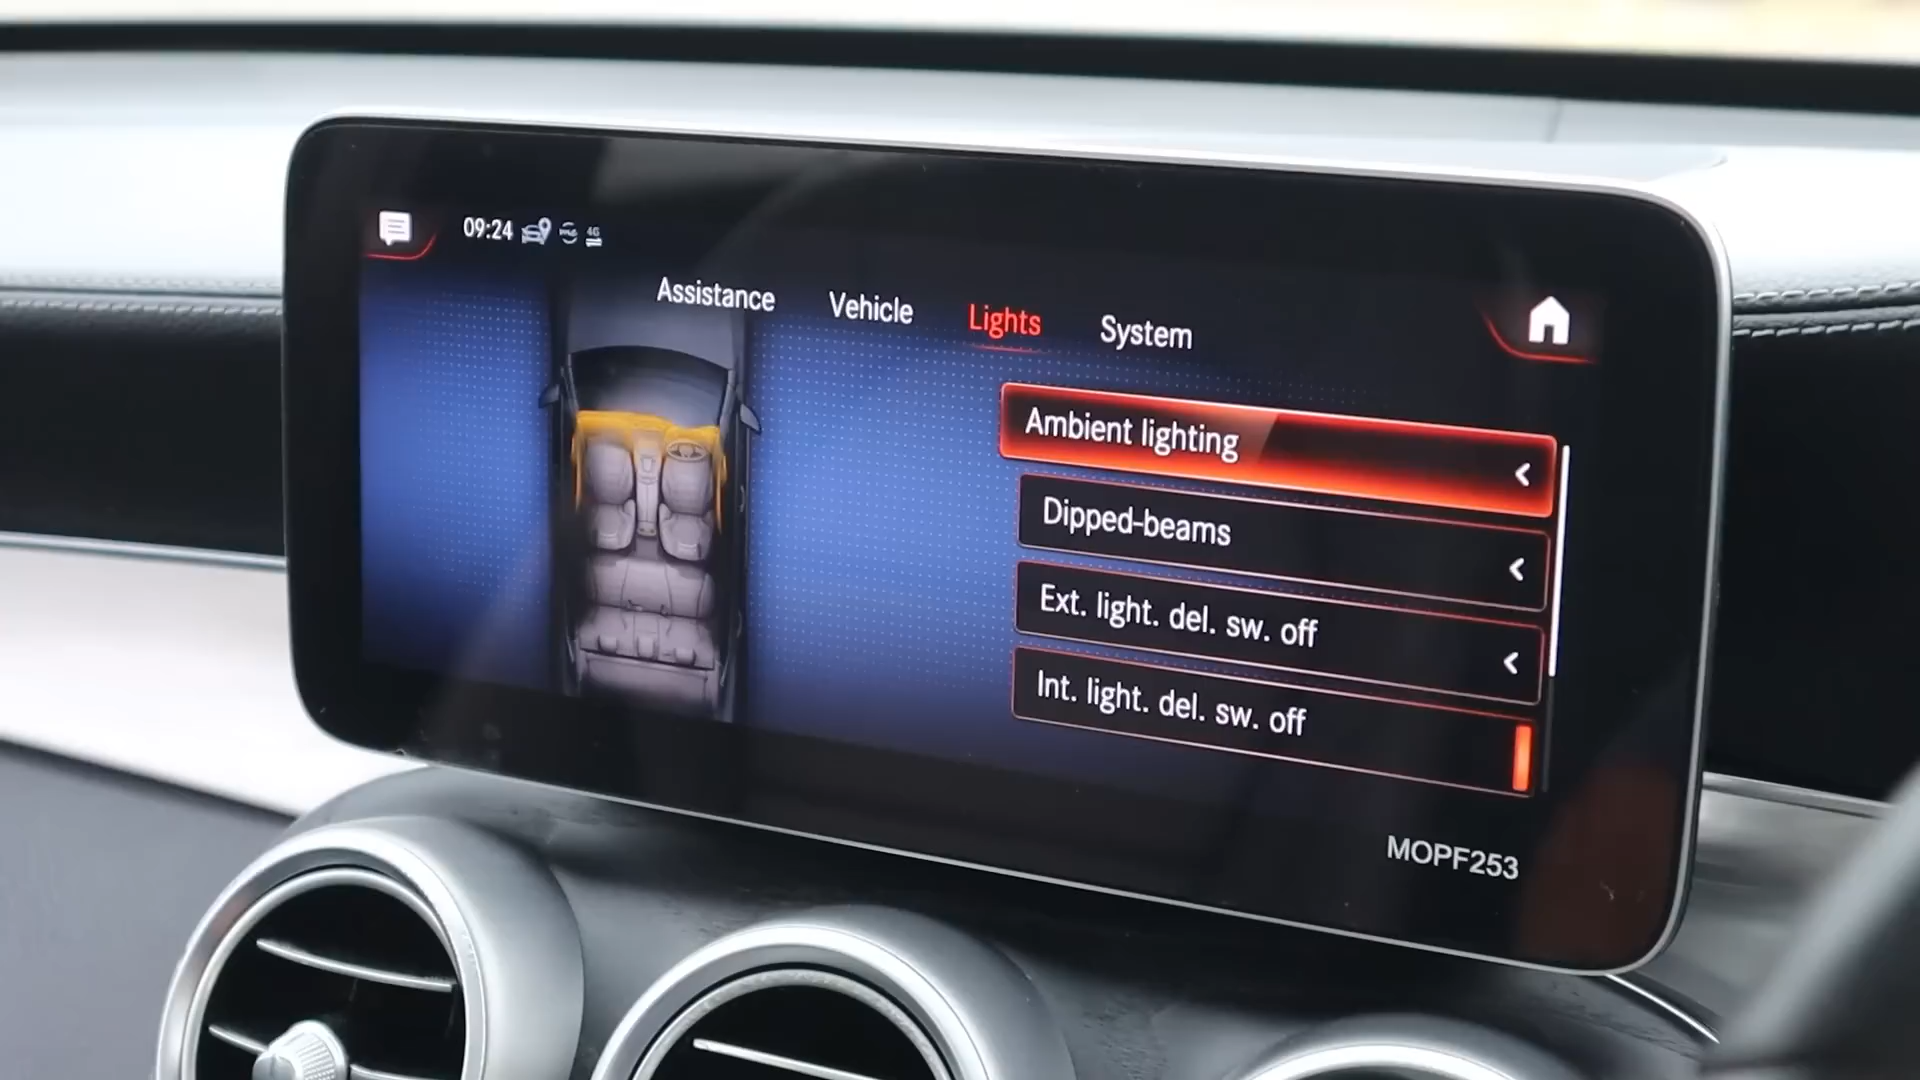 09:24
4G
Assistance Vehicle Lights System
Ambient lighting
Dipped-beams
Ext. light. del. sw. off
Int. light. del. sw. off
MOPF253